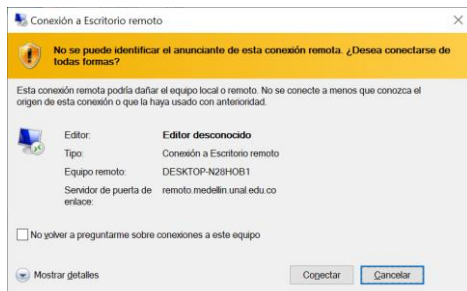 Conexión a Escritorio remoto
No se puede identificar el anunciante de esta conexión remota. ¿Desea conectarse de
todas formas?
Esta conexión remota podría dañar el equipo local o remoto. No se conecte a menos que conozca el
origen de esta conexión o que la haya usado con anterioridad.
Editor: Editor desconocido
Tipo: Conexión a Escritorio remoto
Equipo remoto: DESKTOP-N28HOB1
Servidor de puerta de remoto.medellin.unal.edu.co
enlace:
No volver a preguntarme sobre conexiones a este equipo
Mostrar detalles Conectar Cancelar